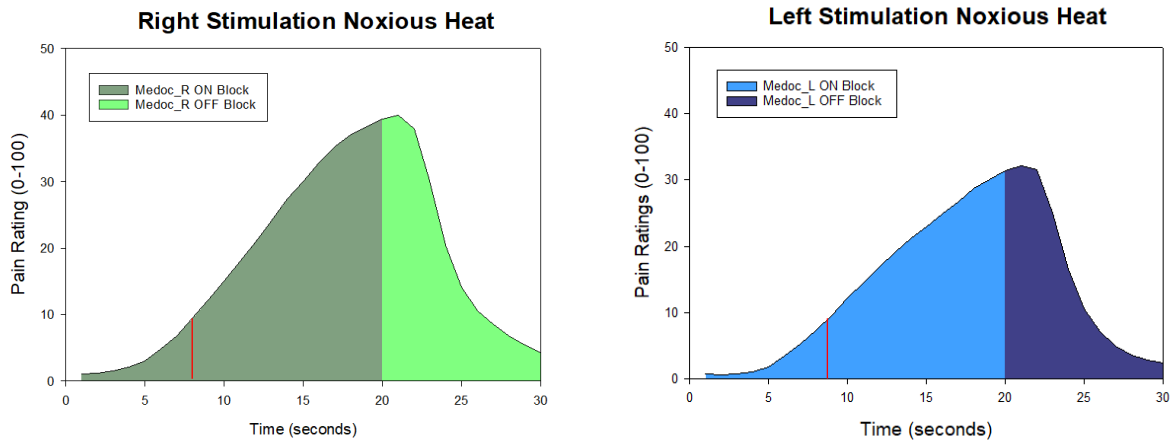 Right Stimulation Noxious Heat
Pain Rating (0-100)
50
40
30
20
10
0
Medoc_R ON Block
Medoc_R OFF Block
0 5 10 15 20 25 30
Time (seconds)
Left Stimulation Noxious Heat
Pain Ratings (0-100)
50
40
30
20
10
0
Medoc_L ON Block
Medoc_L OFF Block
0 5 10 15 20 25 30
Time (seconds)